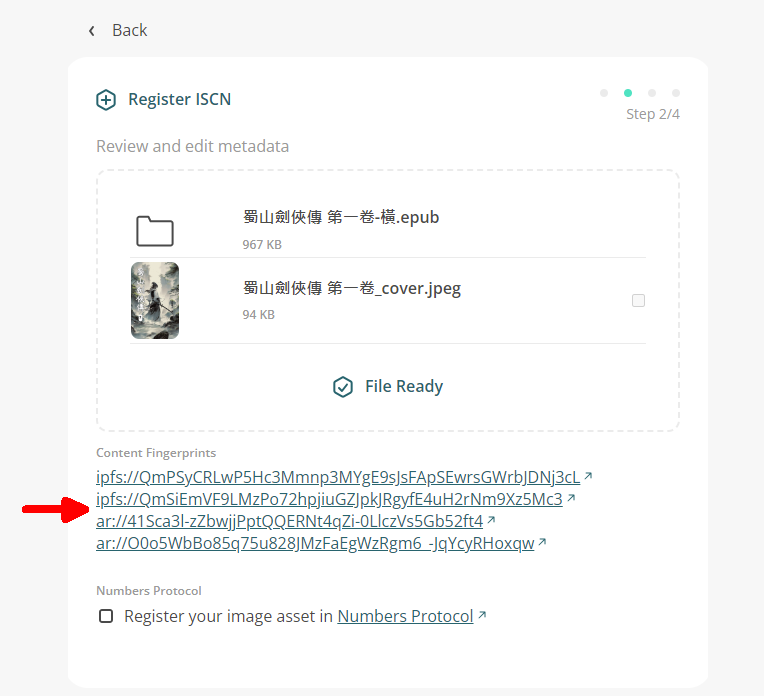 Back
Register ISCN
Step 2/4
Review and edit metadata
蜀山劍俠傳 第一卷-橫.epub
967 KB
蜀山劍俠傳 第一卷_cover.jpeg
94 KB
File Ready
Content Fingerprints
ipfs://QmPSyCRLwP5Hc3Mmnp3MYgE9sJsFApSEwrsGWrbJDNj3cL
ipfs://QmSiEmVF9LMzPo72hpjiuGZJpkJRgyfE4uH2rNm9Xz5Mc3
ar://41Sca3l-zZbwjjPptQQERNt4qZi-0LlczVs5Gb52ft4
ar://O0o5WbBo85q75u828JMzFaEgWzRgm6_-JqYcyRHoxqw
Numbers Protocol
Register your image asset in Numbers Protocol